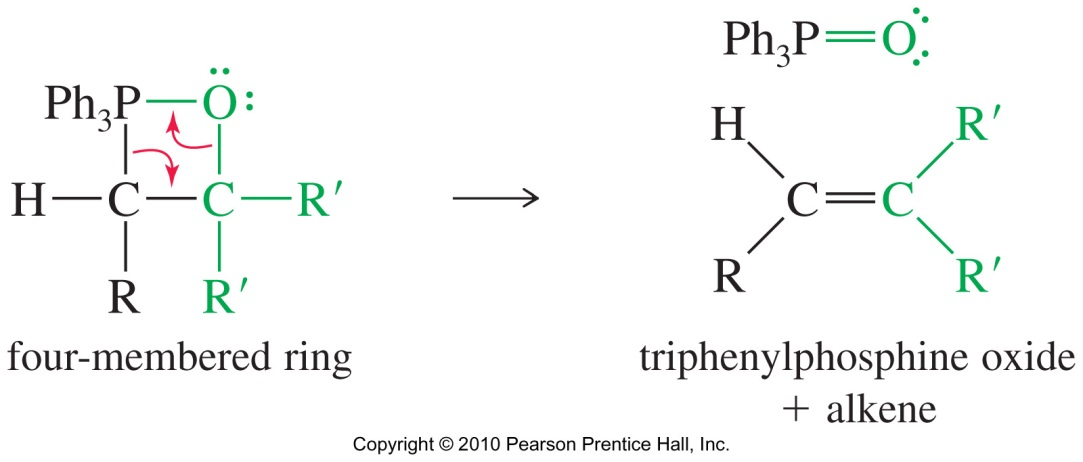 Ph₃P=O
Ph₃P—O
H—C—C—R′
R R′
four-membered ring
H R′
C=C
R R′
triphenylphosphine oxide
+ alkene
Copyright © 2010 Pearson Prentice Hall, Inc.